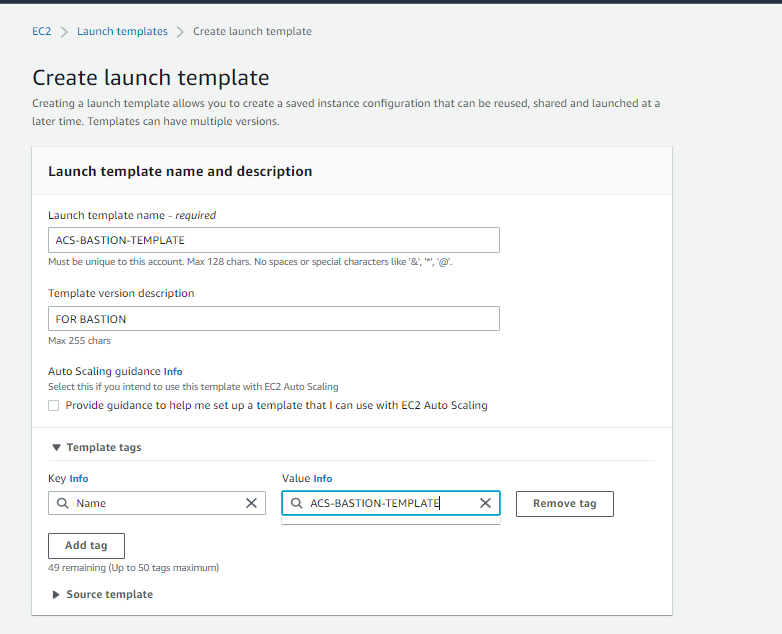 EC2 > Launch templates > Create launch template
Create launch template
Creating a launch template allows you to create a saved instance configuration that can be reused, shared and launched at a
later time. Templates can have multiple versions.
Launch template name and description
Launch template name - required
ACS-BASTION-TEMPLATE
Must be unique to this account. Max 128 chars. No spaces or special characters like '&', '*', '@'.
Template version description
FOR BASTION
Max 255 chars
Auto Scaling guidance Info
Select this if you intend to use this template with EC2 Auto Scaling
Provide guidance to help me set up a template that I can use with EC2 Auto Scaling
Template tags
Key Info Value Info
Name ACS-BASTION-TEMPLATE Remove tag
Add tag
49 remaining (Up to 50 tags maximum)
Source template